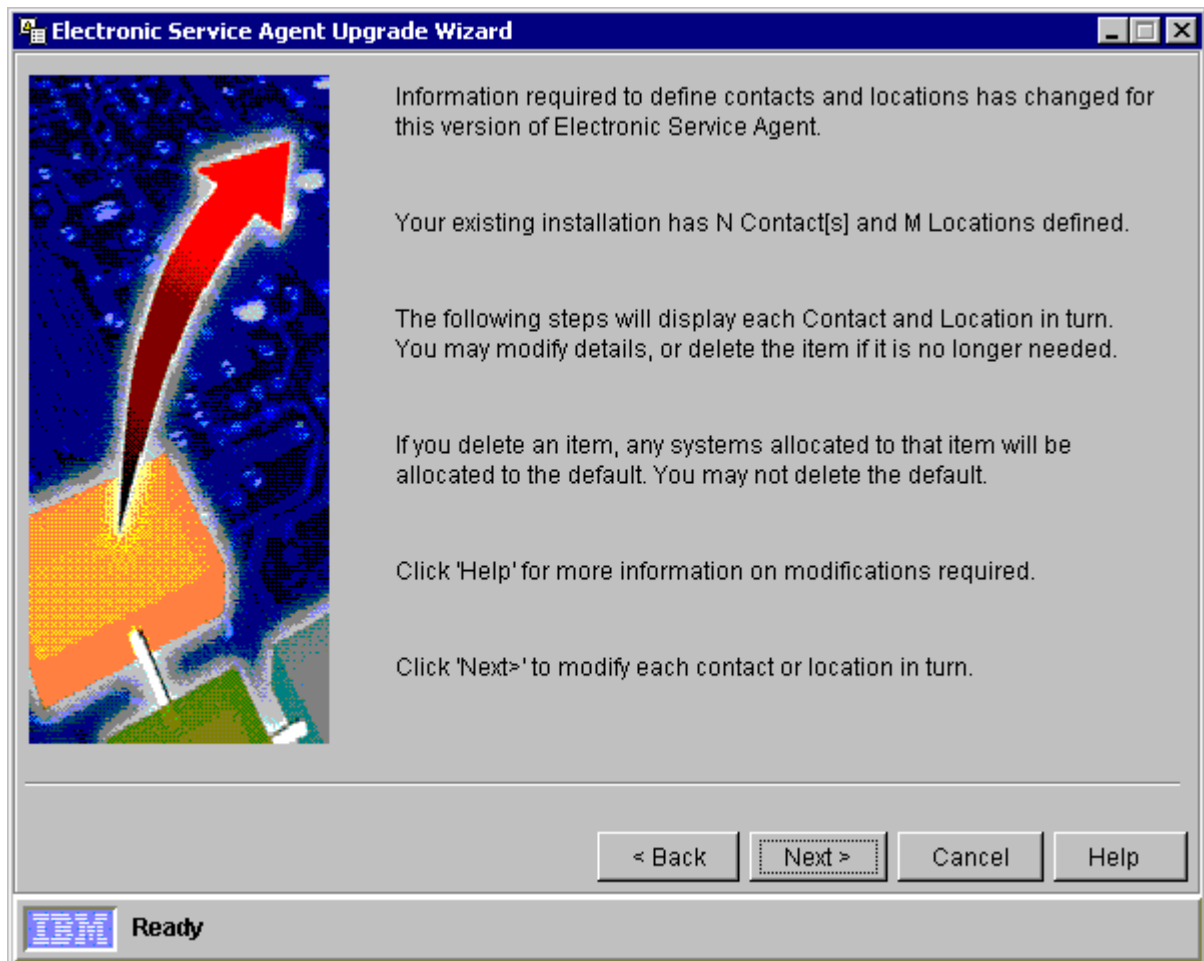 Electronic Service Agent Upgrade Wizard
Information required to define contacts and locations has changed for
this version of Electronic Service Agent.
Your existing installation has N Contact[s] and M Locations defined.
The following steps will display each Contact and Location in turn.
You may modify details, or delete the item if it is no longer needed.
If you delete an item, any systems allocated to that item will be
allocated to the default. You may not delete the default.
Click 'Help' for more information on modifications required.
Click 'Next>' to modify each contact or location in turn.
< Back
Next >
Cancel
Help
IBM
Ready